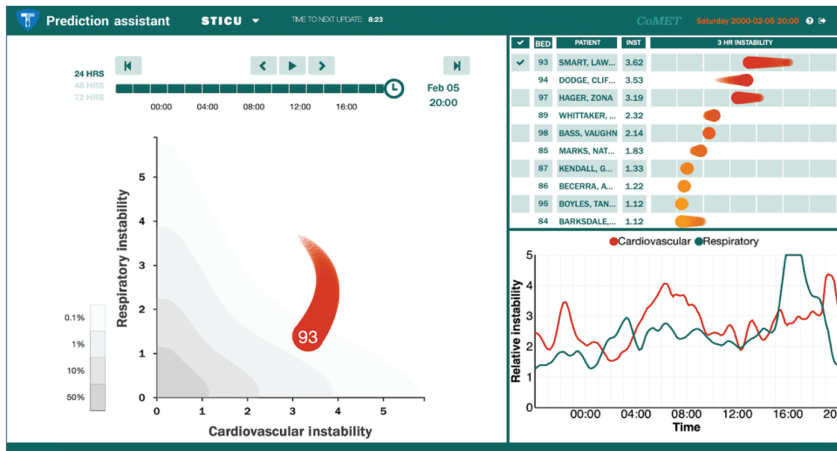 Prediction assistant STICU TIME TO NEXT UPDATE: 8:23 CoMET Saturday 2000-02-05 20:00
24 HRS
48 HRS
72 HRS
00:00 04:00 08:00 12:00 16:00
Feb 05
20:00
Respiratory instability
5
4
3
2
1
0
93
0.1%
1%
10%
50%
0 1 2 3 4 5
Cardiovascular instability
BED PATIENT INST 3 HR INSTABILITY
93 SMART, LAW... 3.62
94 DODGE, CLIF... 3.53
97 HAGER, ZONA 3.19
89 WHITTAKER, ... 2.32
98 BASS, VAUGHN 2.14
85 MARKS, NAT... 1.83
87 KENDALL, G... 1.33
86 BECERRA, A... 1.22
95 BOYLES, TAN... 1.12
84 BARKSDALE,... 1.12
Cardiovascular Respiratory
Relative instability
5
4
3
2
1
0
00:00 04:00 08:00 12:00 16:00 20
Time